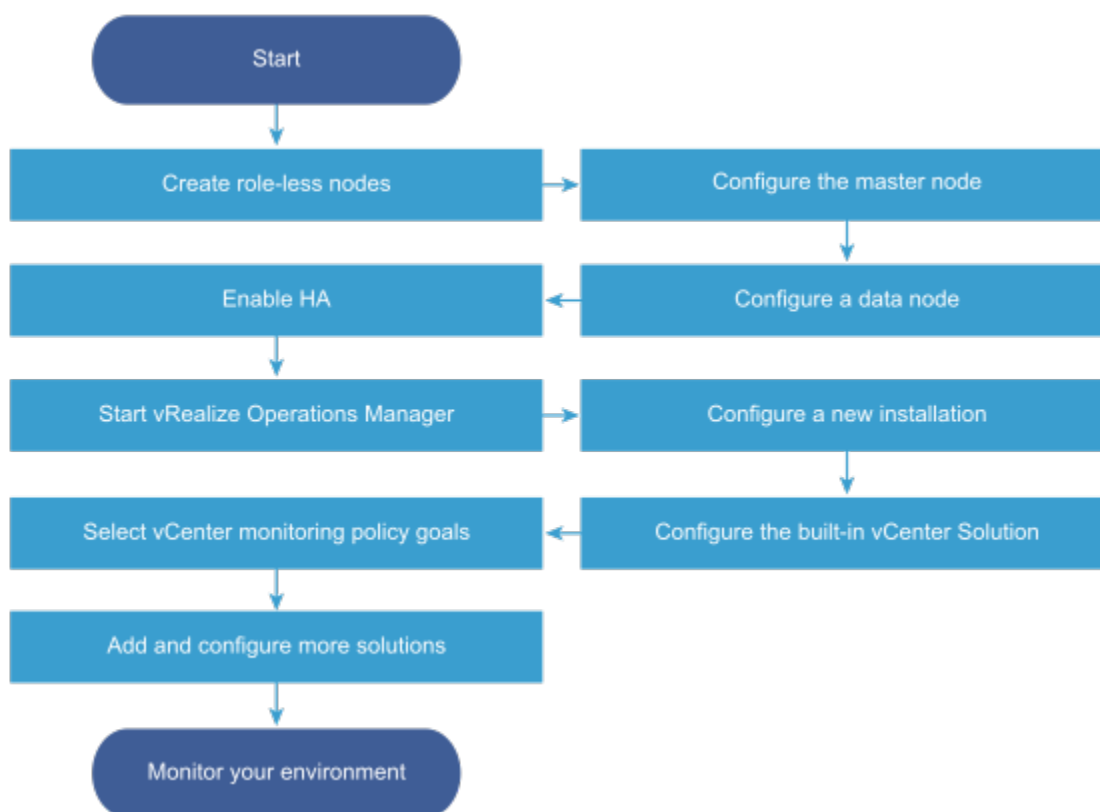 Start
Create role-less nodes
Configure the master node
Configure a data node
Enable HA
Start vRealize Operations Manager
Configure a new installation
Configure the built-in vCenter Solution
Select vCenter monitoring policy goals
Add and configure more solutions
Monitor your environment